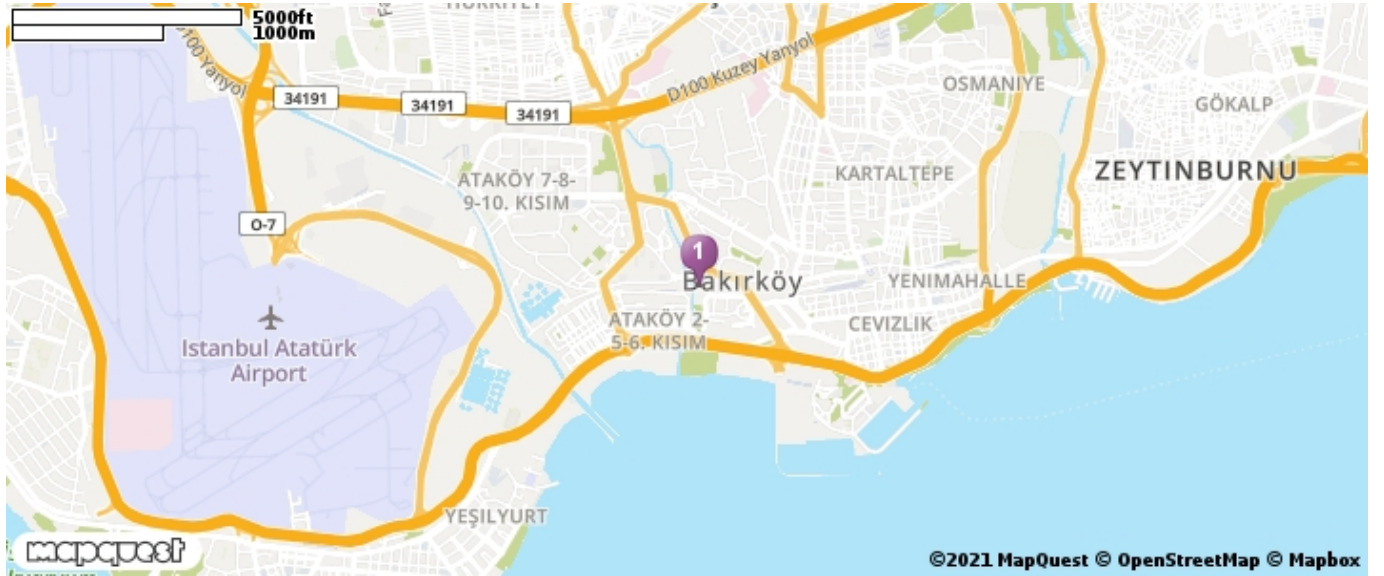 5000ft
1000m
HÜRRİYET
D100 Yanyol
D100 Kuzey Yanyol
34191
34191
34191
OSMANIYE
GÖKALP
ZEYTINBURNU
KARTALTEPE
ATAKÖY 7-8-
9-10. KISIM
O-7
1
Bakırköy
YENIMAHALLE
ATAKÖY 2-
5-6. KISIM
CEVIZLIK
Istanbul Atatürk
Airport
YEŞILYURT
mapquest
©2021 MapQuest © OpenStreetMap © Mapbox